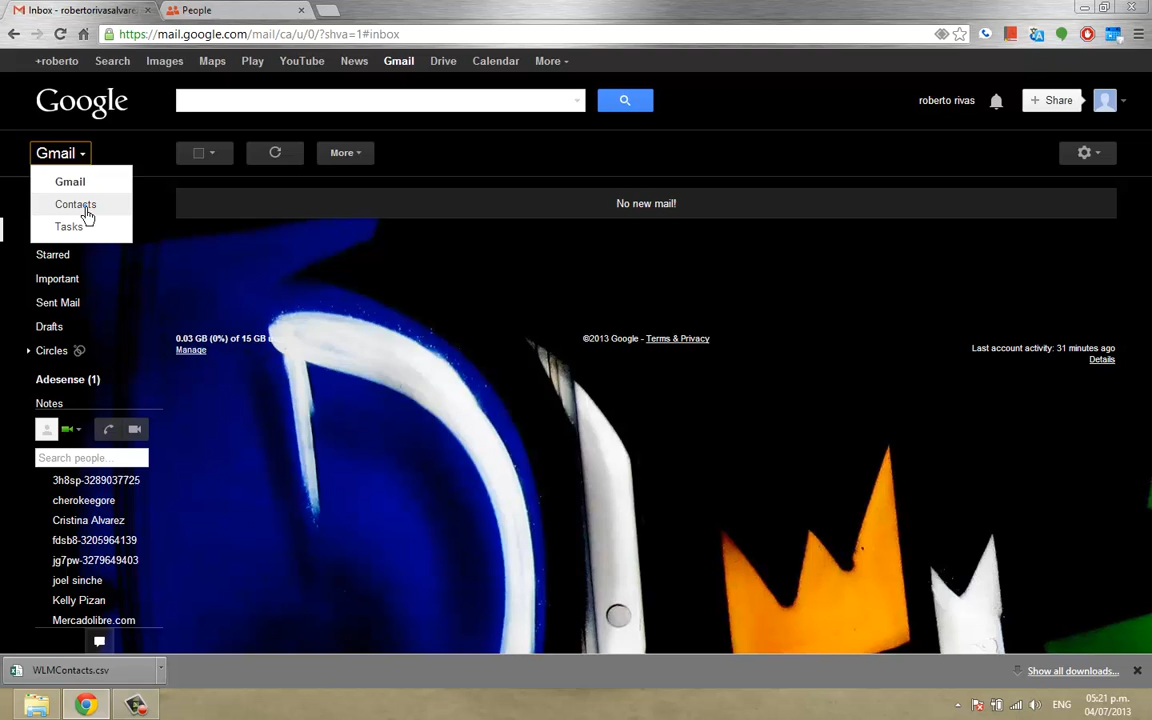 Inbox - robertorivasalvare
People
https://mail.google.com/mail/ca/u/0/?shva=1#inbox
+roberto Search Images Maps Play YouTube News Gmail Drive Calendar More
Google
roberto rivas
+ Share
Gmail
More
Gmail
Contacts
Tasks
No new mail!
Starred
Important
Sent Mail
Drafts
Circles
Adesense (1)
Notes
0.03 GB (0%) of 15 GB
Manage
©2013 Google - Terms & Privacy
Last account activity: 31 minutes ago
Details
Search people...
3h8sp-3289037725
cherokeegore
Cristina Alvarez
fdsb8-3205964139
jg7pw-3279649403
joel sinche
Kelly Pizan
Mercadolibre.com
WLMContacts.csv
Show all downloads...
ENG
05:21 p.m.
04/07/2013